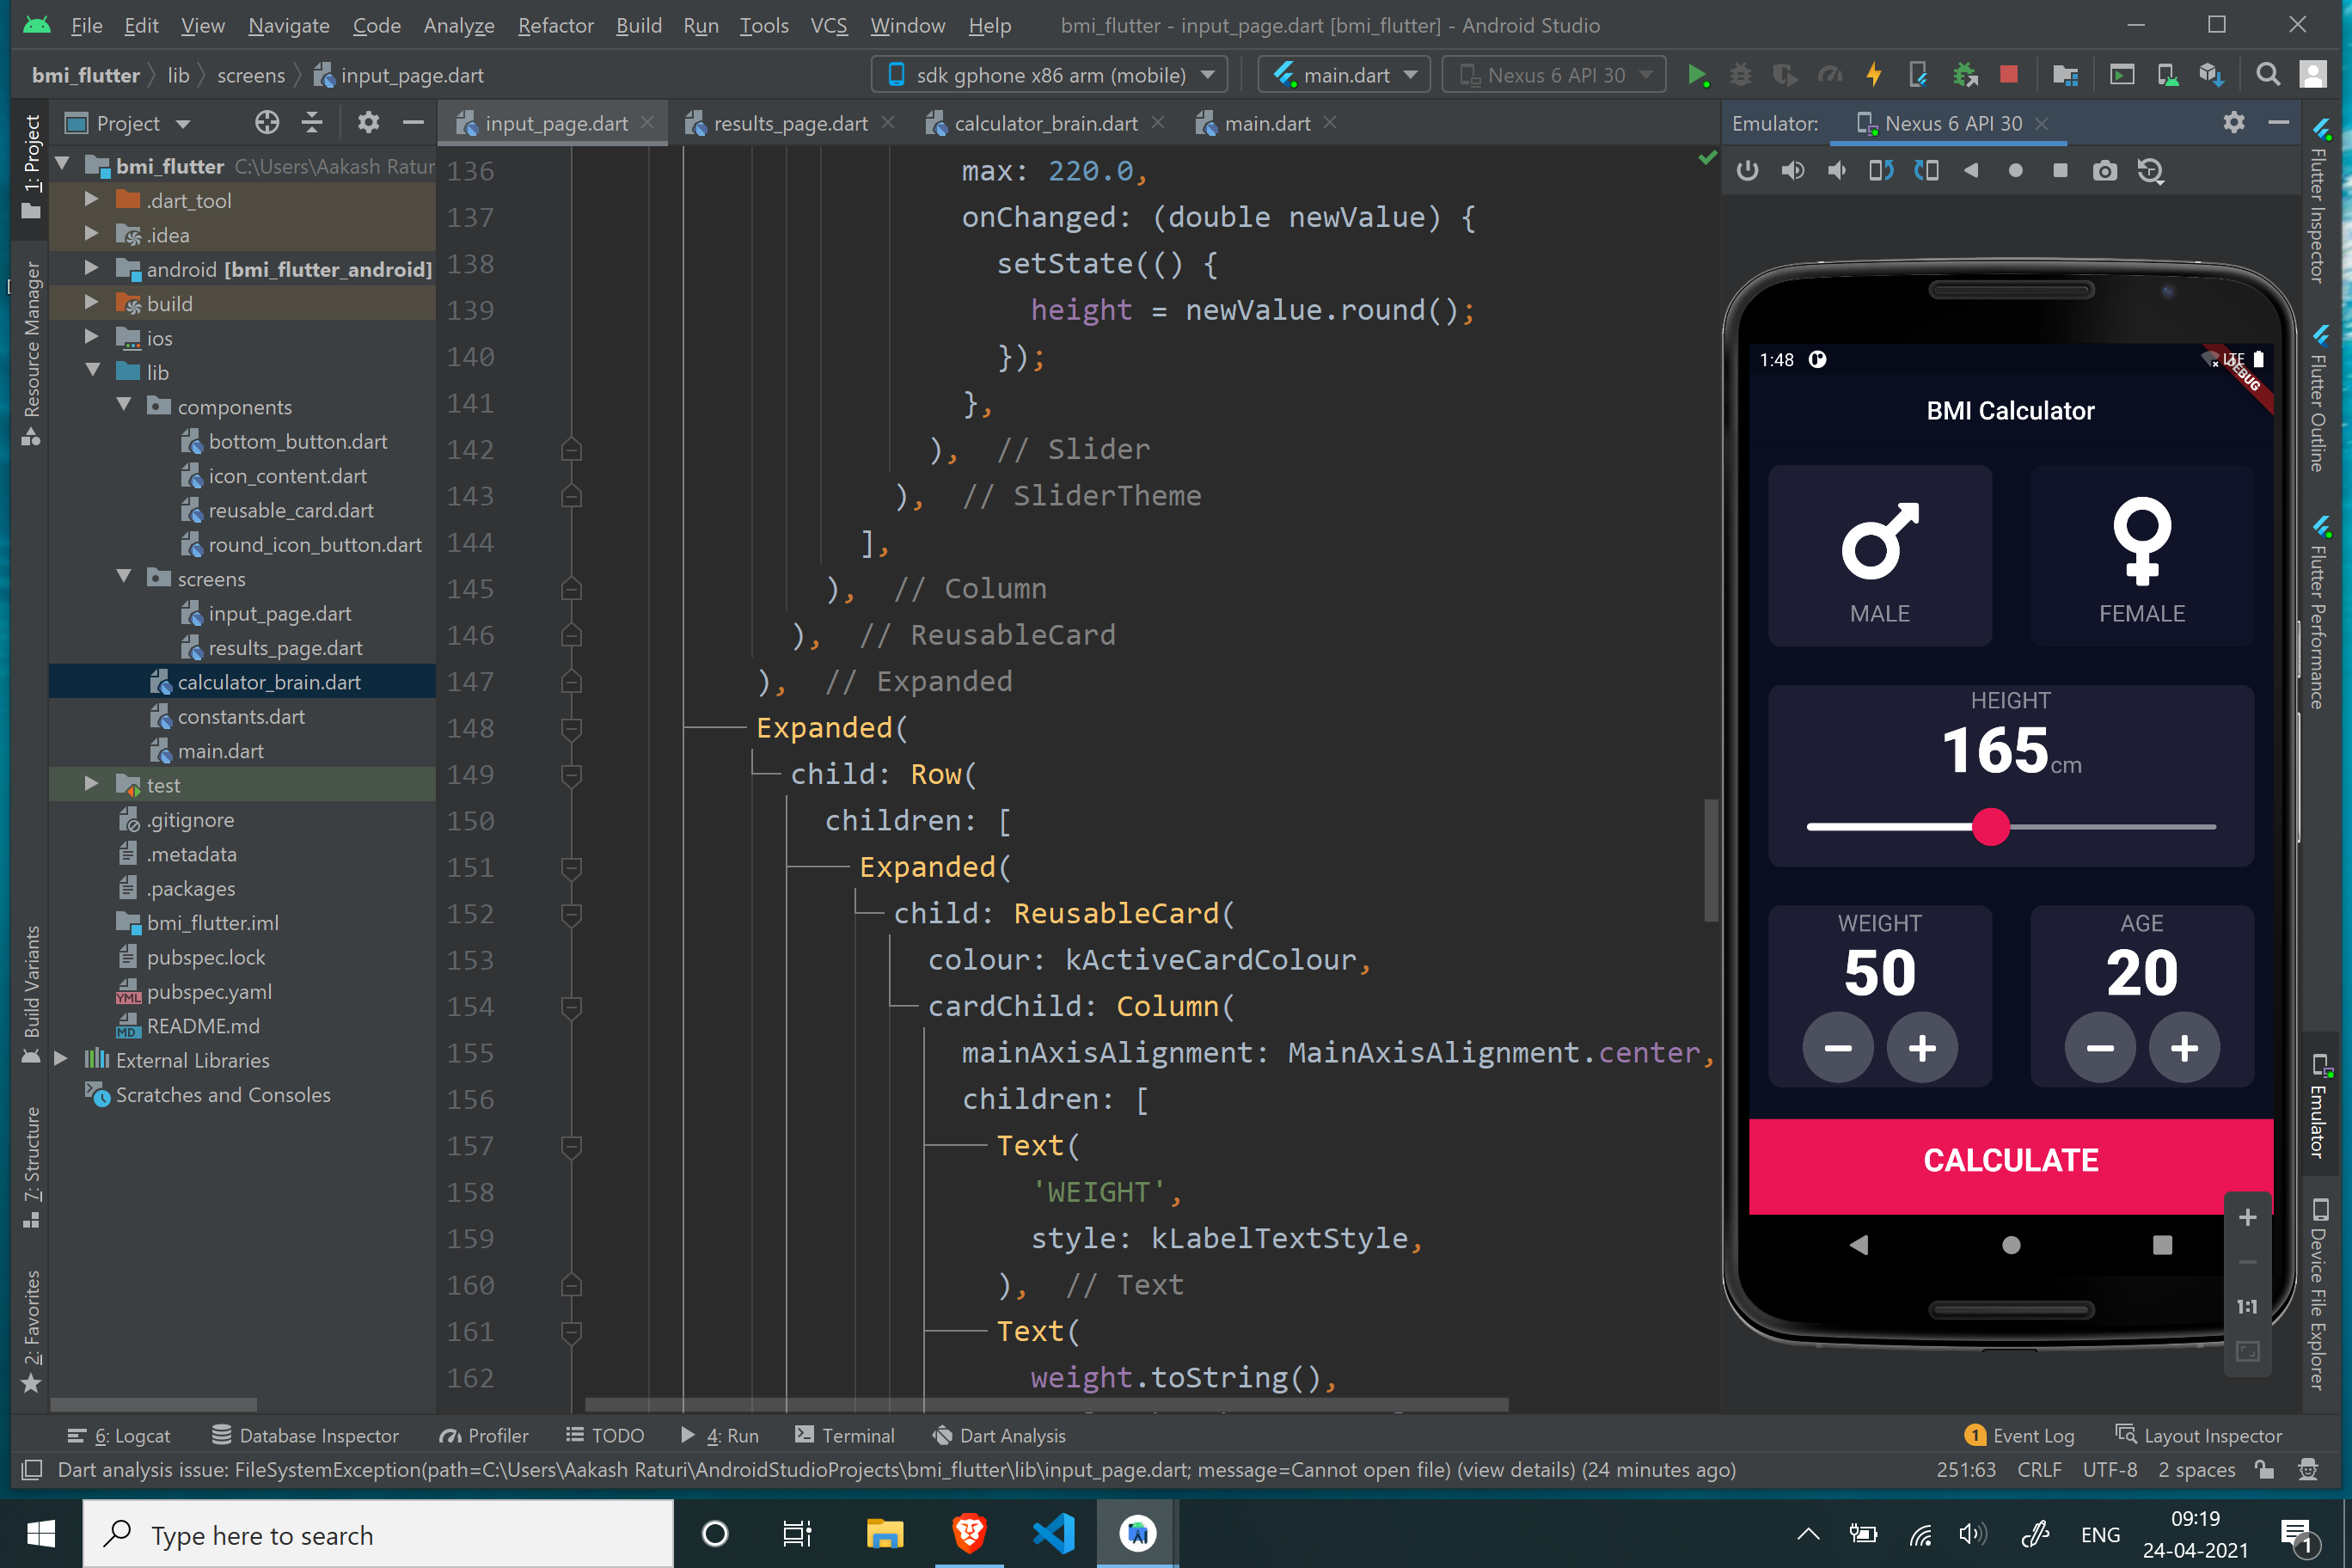 File Edit View Navigate Code Analyze Refactor Build Run Tools VCS Window Help bmi_flutter - input_page.dart [bmi_flutter] - Android Studio
bmi_flutter lib screens input_page.dart sdk gphone x86 arm (mobile) main.dart Nexus 6 API 30
1: Project
Resource Manager
Build Variants
7: Structure
2: Favorites
Project
bmi_flutter C:\Users\Aakash Ratur
.dart_tool
.idea
android [bmi_flutter_android]
build
ios
lib
components
bottom_button.dart
icon_content.dart
reusable_card.dart
round_icon_button.dart
screens
input_page.dart
results_page.dart
calculator_brain.dart
constants.dart
main.dart
test
.gitignore
.metadata
.packages
bmi_flutter.iml
pubspec.lock
YML pubspec.yaml
MD README.md
External Libraries
Scratches and Consoles
input_page.dart results_page.dart calculator_brain.dart main.dart
136 max: 220.0,
137 onChanged: (double newValue) {
138 setState(() {
139 height = newValue.round();
140 });
141 },
142 ), // Slider
143 ), // SliderTheme
144 ],
145 ), // Column
146 ), // ReusableCard
147 ), // Expanded
148 Expanded(
149 child: Row(
150 children: [
151 Expanded(
152 child: ReusableCard(
153 colour: kActiveCardColour,
154 cardChild: Column(
155 mainAxisAlignment: MainAxisAlignment.center,
156 children: [
157 Text(
158 'WEIGHT',
159 style: kLabelTextStyle,
160 ), // Text
161 Text(
162 weight.toString(),
Emulator: Nexus 6 API 30
1:48 LTE
DEBUG
BMI Calculator
MALE FEMALE
HEIGHT
165cm
WEIGHT AGE
50 20
CALCULATE
1:1
Flutter Inspector
Flutter Outline
Flutter Performance
Emulator
Device File Explorer
6: Logcat Database Inspector Profiler TODO 4: Run Terminal Dart Analysis 1 Event Log Layout Inspector
Dart analysis issue: FileSystemException(path=C:\Users\Aakash Raturi\AndroidStudioProjects\bmi_flutter\lib\input_page.dart; message=Cannot open file) (view details) (24 minutes ago) 251:63 CRLF UTF-8 2 spaces
Type here to search
ENG
09:19
24-04-2021
1